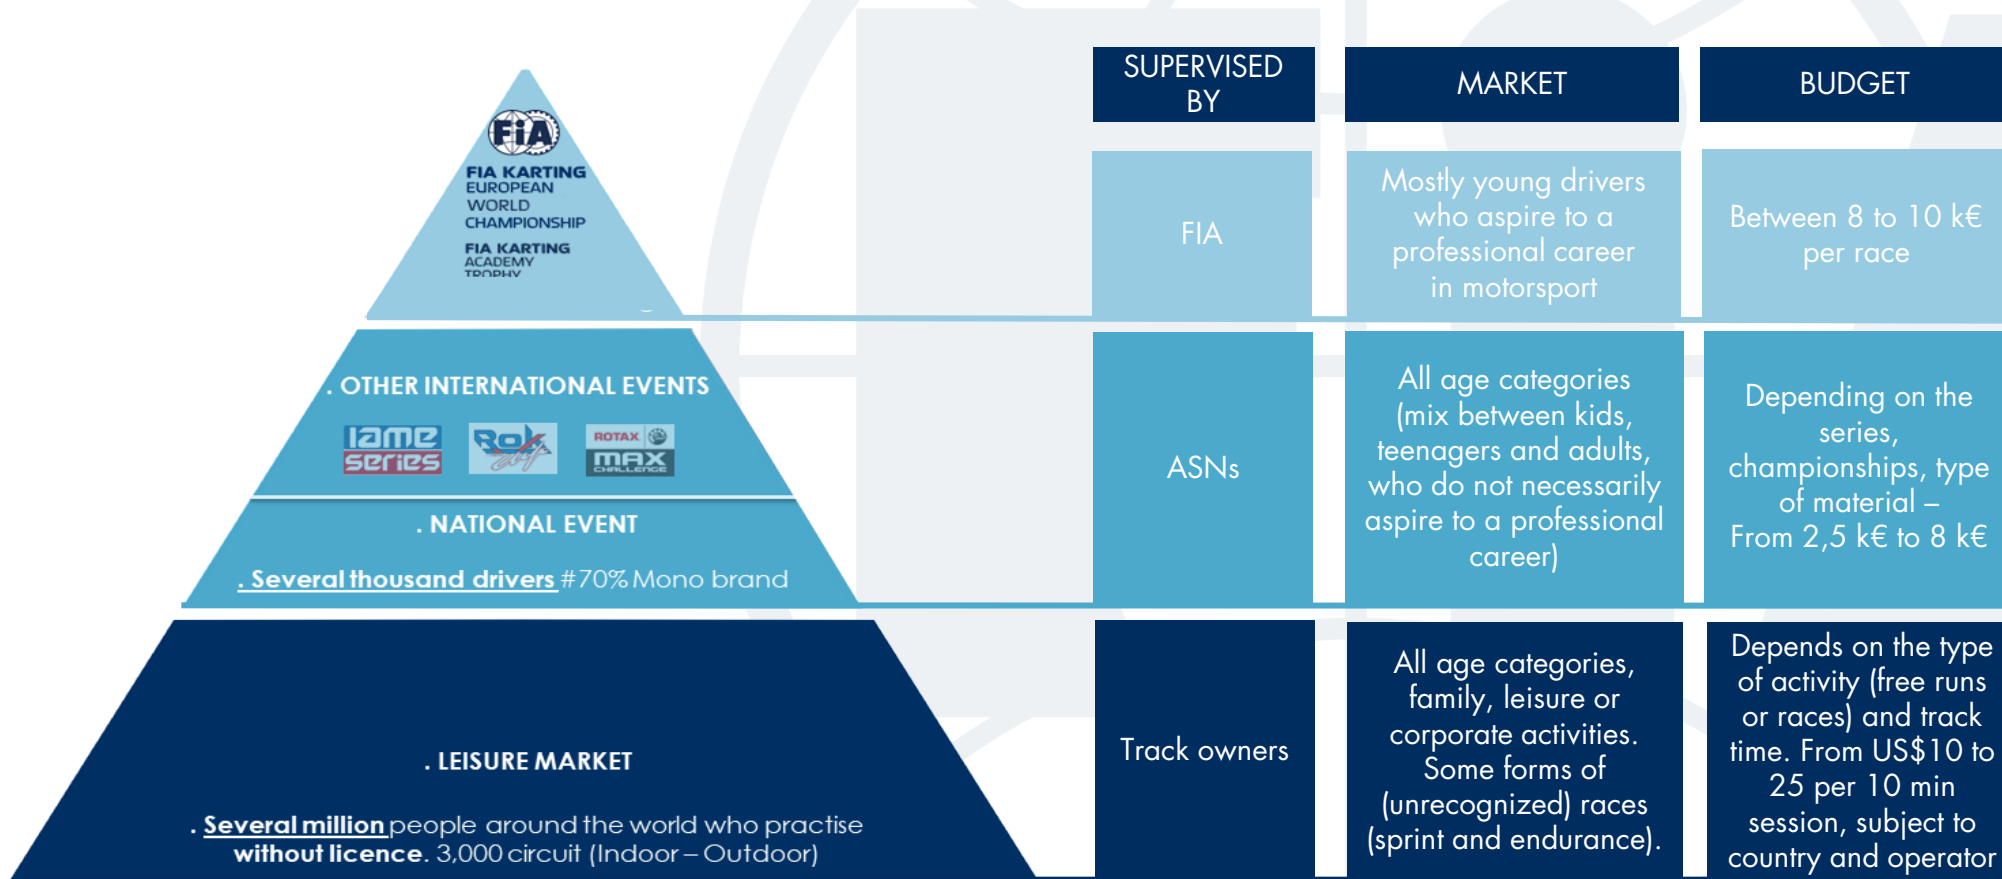 SUPERVISED
BY
MARKET
BUDGET
FiA
FIA KARTING
EUROPEAN
WORLD
CHAMPIONSHIP
FIA KARTING
ACADEMY
TROPHY
FIA
Mostly young drivers
who aspire to a
professional career
in motorsport
Between 8 to 10 k€
per race
. OTHER INTERNATIONAL EVENTS
Iame
series
Rok
cup
ROTAX
MAX
CHALLENGE
. NATIONAL EVENT
. Several thousand drivers #70% Mono brand
ASNs
All age categories
(mix between kids,
teenagers and adults,
who do not necessarily
aspire to a professional
career)
Depending on the
series,
championships, type
of material –
From 2,5 k€ to 8 k€
. LEISURE MARKET
. Several million people around the world who practise
without licence. 3,000 circuit (Indoor – Outdoor)
Track owners
All age categories,
family, leisure or
corporate activities.
Some forms of
(unrecognized) races
(sprint and endurance).
Depends on the type
of activity (free runs
or races) and track
time. From US$10 to
25 per 10 min
session, subject to
country and operator